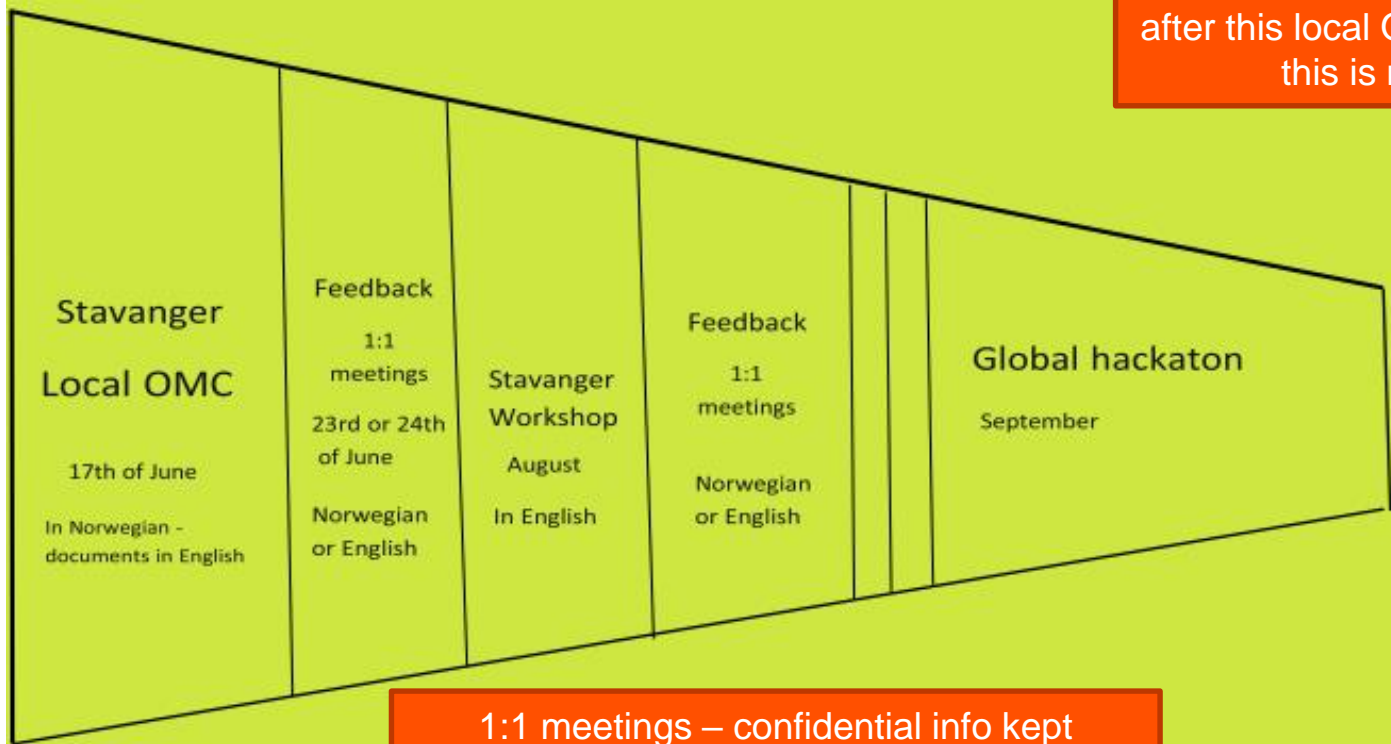 after this local
this is
Stavanger
Local OMC
17th of June
In Norwegian -
documents in English
Feedback
1:1
meetings
23rd or 24th
of June
Norwegian
or English
Stavanger
Workshop
August
In English
Feedback
1:1
meetings
Norwegian
or English
Global hackaton
September
1:1 meetings – confidential info kept